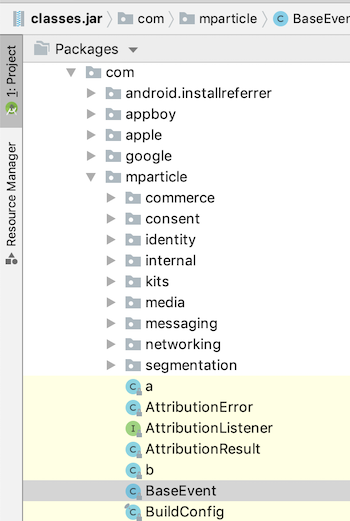 classes.jar com mparticle BaseEver
1: Project
Resource Manager
Packages
com
android.installreferrer
appboy
apple
google
mparticle
commerce
consent
identity
internal
kits
media
messaging
networking
segmentation
C a
C AttributionError
I AttributionListener
C AttributionResult
C b
C BaseEvent
C BuildConfig